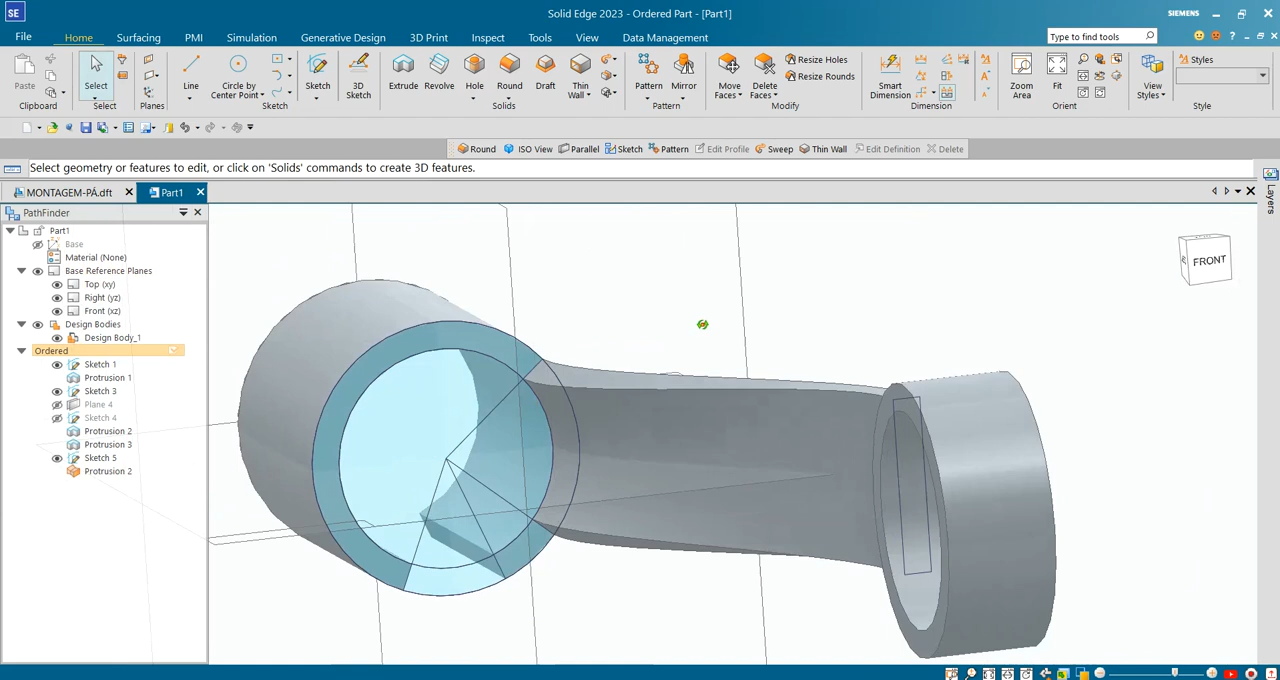 SE
Solid Edge 2023 - Ordered Part - [Part1]
SIEMENS
File Home Surfacing PMI Simulation Generative Design 3D Print Inspect Tools View Data Management
Type to find tools
Paste
Clipboard
Select
Select
Planes
Line
Circle by Center Point
Sketch
Sketch
3D Sketch
Extrude Revolve Hole Round Draft Thin Wall
Solids
Pattern Mirror
Pattern
Move Faces Delete Faces
Resize Holes
Resize Rounds
Modify
Smart Dimension
Dimension
Zoom Area Fit
Orient
View Styles
Styles
Style
Round ISO View Parallel Sketch Pattern Edit Profile Sweep Thin Wall Edit Definition Delete
Select geometry or features to edit, or click on 'Solids' commands to create 3D features.
MONTAGEM-PÁ.dft Part1
PathFinder
Part1
Base
Material (None)
Base Reference Planes
Top (xy)
Right (yz)
Front (xz)
Design Bodies
Design Body_1
Ordered
Sketch 1
Protrusion 1
Sketch 3
Plane 4
Sketch 4
Protrusion 2
Protrusion 3
Sketch 5
Protrusion 2
FRONT
Layers